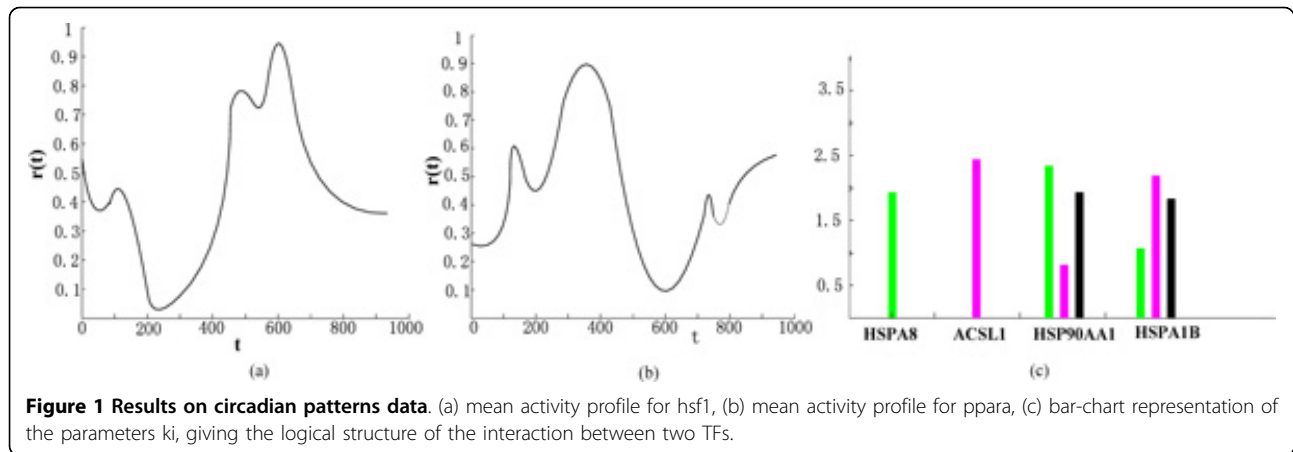 1
0.9
0.8
0.7
0.6
0.5
0.4
0.3
0.2
0.1
r(t)
0 200 400 600 800 1000
t
(a)
1
0.9
0.8
0.7
0.6
0.5
0.4
0.3
0.2
0.1
r(t)
0 200 400 600 800 1000
t
(b)
3.5
2.5
1.5
0.5
HSPA8 ACSL1 HSP90AA1 HSPA1B
(c)
Figure 1 Results on circadian patterns data. (a) mean activity profile for hsf1, (b) mean activity profile for ppara, (c) bar-chart representation of
the parameters ki, giving the logical structure of the interaction between two TFs.